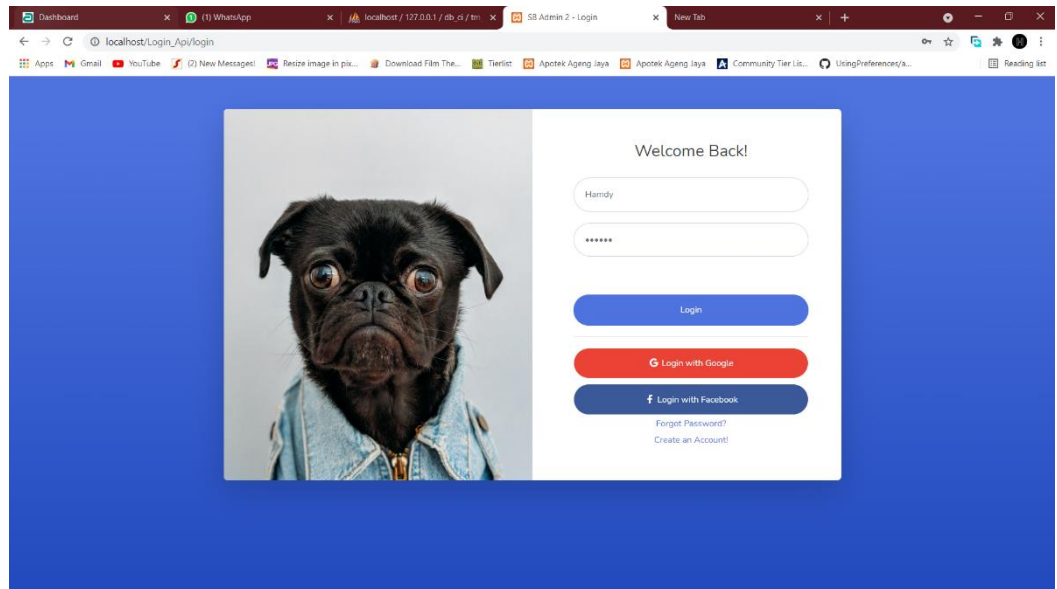 Dashboard
(1) WhatsApp
localhost / 127.0.0.1 / db_ci / tm
SB Admin 2 - Login
New Tab
localhost/Login_Api/login
Apps
Gmail
YouTube
(2) New Messages!
Resize image in pix...
Download Film The...
Tierlist
Apotek Ageng Jaya
Apotek Ageng Jaya
Community Tier Lis...
UsingPreferences/a...
Reading list
Welcome Back!
Hamdy
••••••
Login
G Login with Google
f Login with Facebook
Forgot Password?
Create an Account!